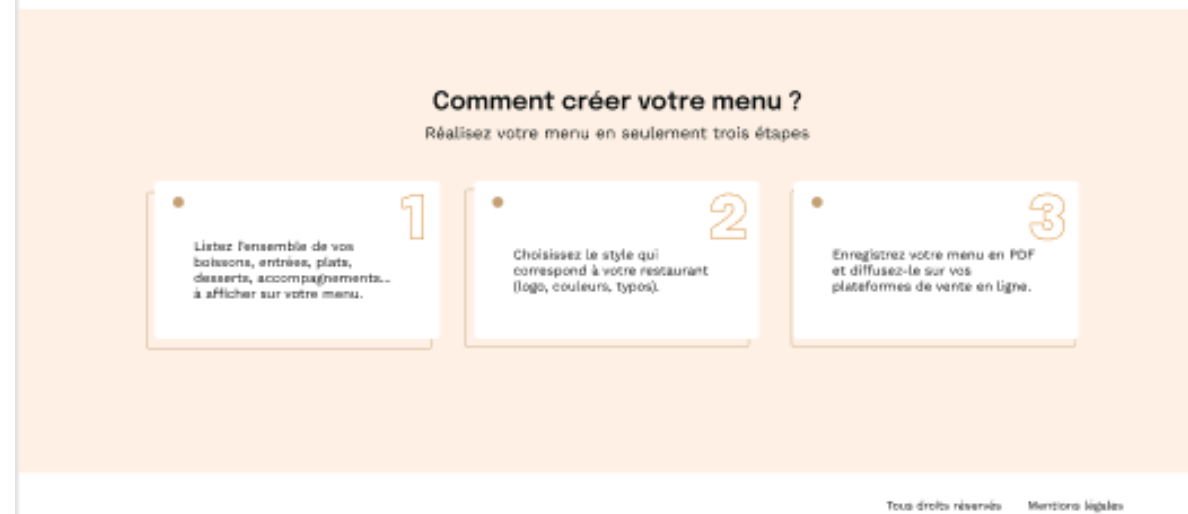 Comment créer votre menu ?
Réalisez votre menu en seulement trois étapes
1
Listez l'ensemble de vos
boissons, entrées, plats,
desserts, accompagnements...
à afficher sur votre menu.
2
Choisissez le style qui
correspond à votre restaurant
(logo, couleurs, typos).
3
Enregistrez votre menu en PDF
et diffusez-le sur vos
plateformes de vente en ligne.
Tous droits réservés
Mentions légales